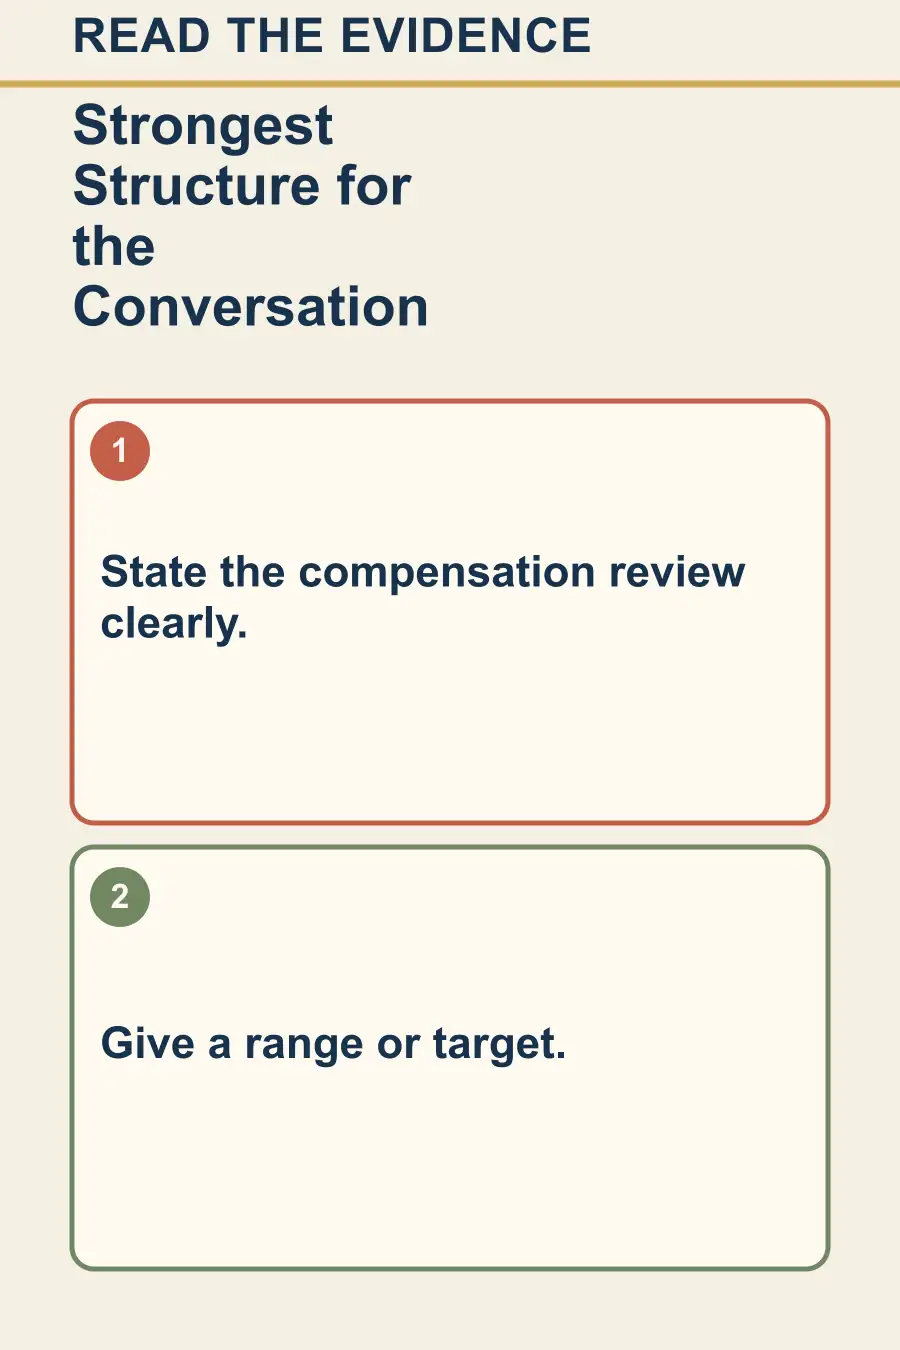 READ THE EVIDENCE
Strongest
Structure for
the
Conversation
1
State the compensation review
clearly.
2
Give a range or target.